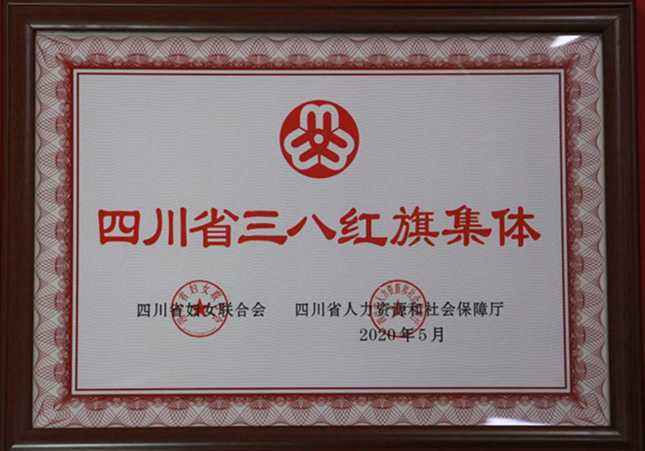 四川省三八红旗集体
四川省妇女联合会 四川省人力资源和社会保障厅
2020年5月